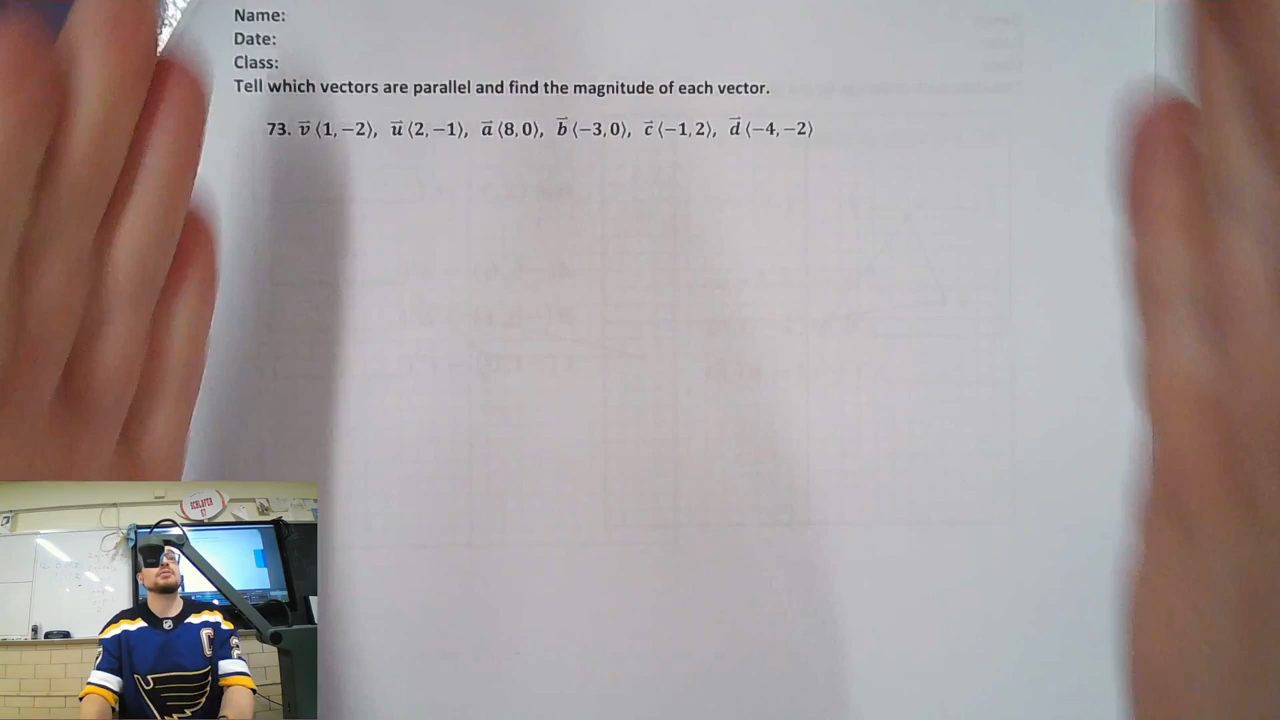 Name:
Date:
Class:
Tell which vectors are parallel and find the magnitude of each vector.
73. v⃗ ⟨1, −2⟩, u⃗ ⟨2, −1⟩, a⃗ ⟨8, 0⟩, b⃗ ⟨−3, 0⟩, c⃗ ⟨−1, 2⟩, d⃗ ⟨−4, −2⟩
SCHLAFER
C